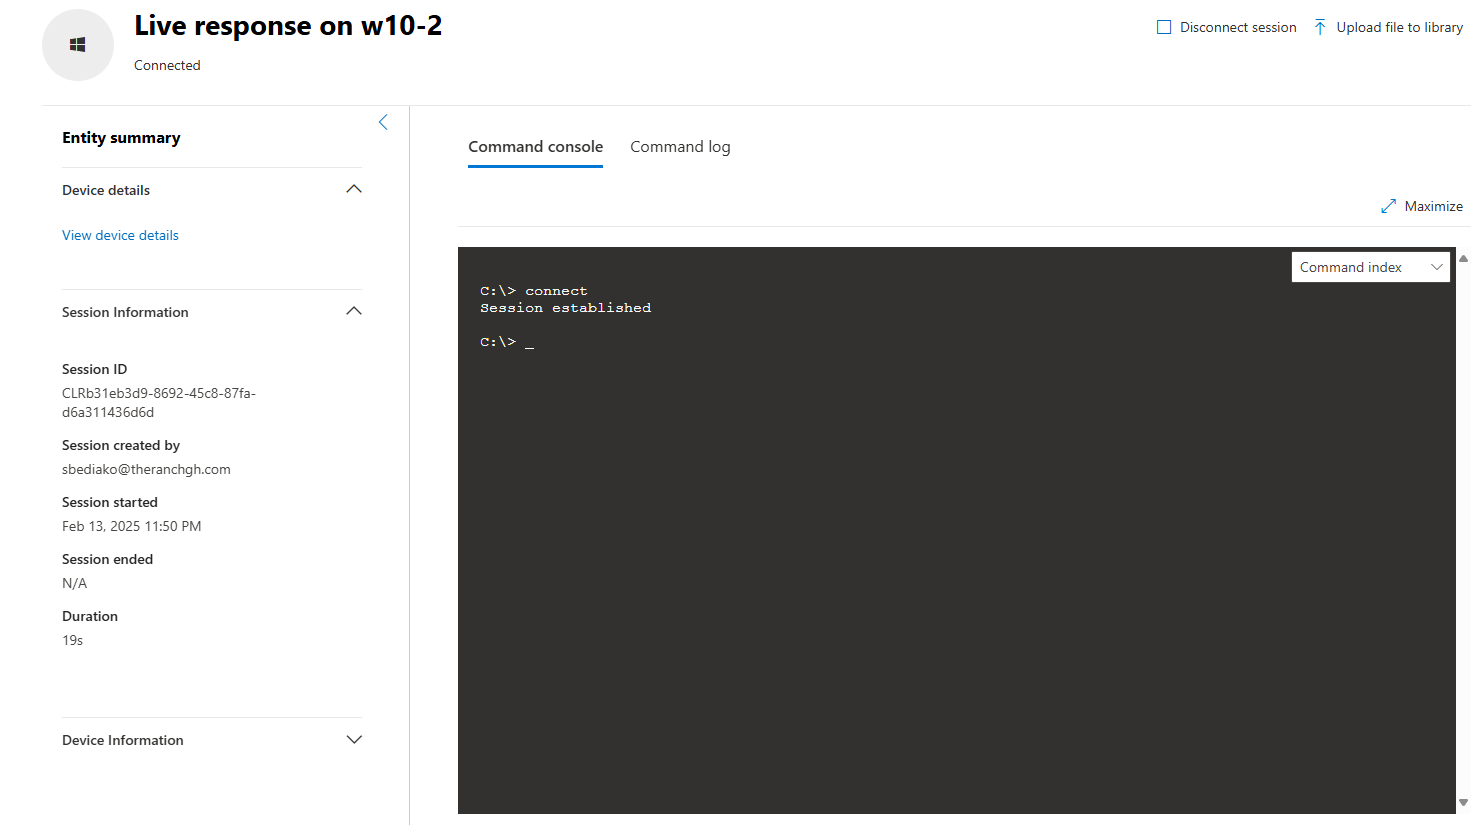 Live response on w10-2
Connected
Disconnect session
Upload file to library
Entity summary
Device details
View device details
Session Information
Session ID
CLRb31eb3d9-8692-45c8-87fa-
d6a311436d6d
Session created by
sbediako@theranchgh.com
Session started
Feb 13, 2025 11:50 PM
Session ended
N/A
Duration
19s
Device Information
Command console
Command log
Maximize
Command index
C:\> connect
Session established
C:\> _